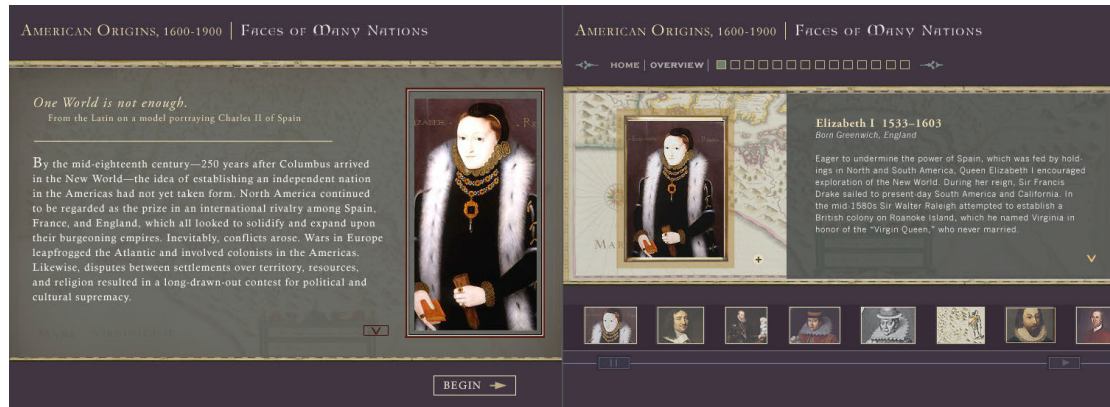 AMERICAN ORIGINS, 1600-1900 | FACES OF MANY NATIONS
One World is not enough.
From the Latin on a model portraying Charles II of Spain
By the mid-eighteenth century—250 years after Columbus arrived
in the New World—the idea of establishing an independent nation
in the Americas had not yet taken form. North America continued
to be regarded as the prize in an international rivalry among Spain,
France, and England, which all looked to solidify and expand upon
their burgeoning empires. Inevitably, conflicts arose. Wars in Europe
leapfrogged the Atlantic and involved colonists in the Americas.
Likewise, disputes between settlements over territory, resources,
and religion resulted in a long-drawn-out contest for political and
cultural supremacy.
BEGIN
AMERICAN ORIGINS, 1600-1900 | FACES OF MANY NATIONS
HOME | OVERVIEW |
Elizabeth I 1533–1603
Born Greenwich, England
Eager to undermine the power of Spain, which was fed by hold-
ings in North and South America, Queen Elizabeth I encouraged
exploration of the New World. During her reign, Sir Francis
Drake sailed to present-day South America and California. In
the mid-1580s Sir Walter Raleigh attempted to establish a
British colony on Roanoke Island, which he named Virginia in
honor of the “Virgin Queen,” who never married.
MAR